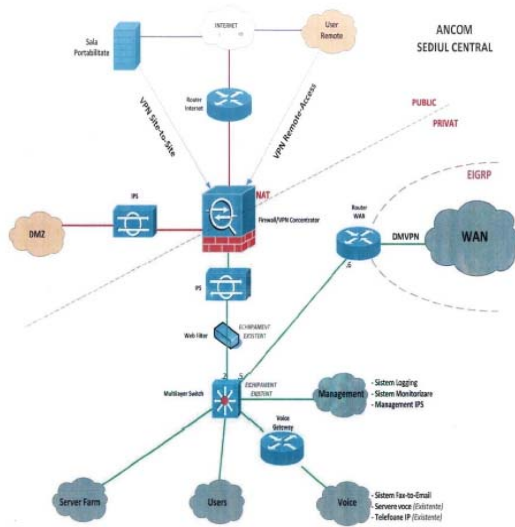 INTERNET
User
Remote
ANCOM
SEDIUL CENTRAL
Sala
Portabilitate
Router
Internet
VPN Site-to-Site
VPN Remote-Access
PUBLIC
PRIVAT
EIGRP
NAT
IPS
Firewall/VPN Concentrator
DMZ
Router
WAN
DMVPN
WAN
.6
IPS
Web Filter
ECHIPAMENT
EXISTENT
.2
.5
Multilayer Switch
ECHIPAMENT
EXISTENT
Management
- Sistem Logging
- Sistem Monitorizare
- Management IPS
Voice
Gateway
Server Farm
Users
Voice
- Sistem Fax-to-Email
- Servere voce (Existente)
- Telefoane IP (Existente)